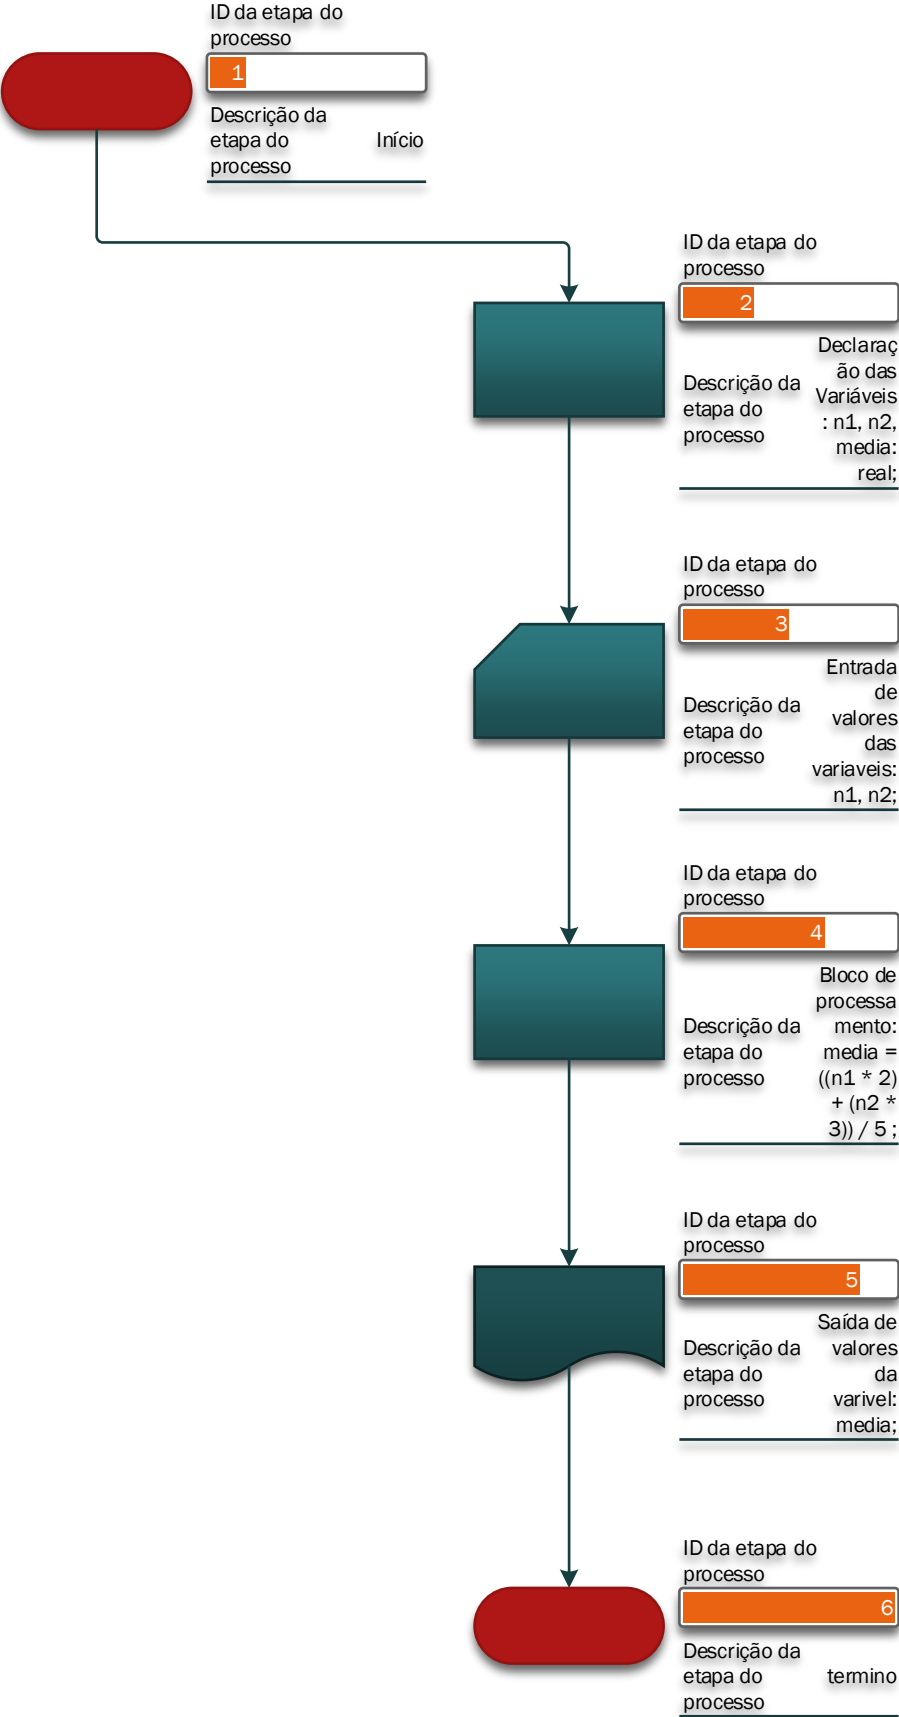 ID da etapa do
processo
1
Descrição da
etapa do
processo
Início
ID da etapa do
processo
2
Descrição da
etapa do
processo
Declaraç
ão das
Variáveis
: n1, n2,
media:
real;
ID da etapa do
processo
3
Descrição da
etapa do
processo
Entrada
de
valores
das
variaveis:
n1, n2;
ID da etapa do
processo
4
Descrição da
etapa do
processo
Bloco de
processa
mento:
media =
((n1 * 2)
+ (n2 *
3)) / 5 ;
ID da etapa do
processo
5
Descrição da
etapa do
processo
Saída de
valores
da
varivel:
media;
ID da etapa do
processo
6
Descrição da
etapa do
processo
termino